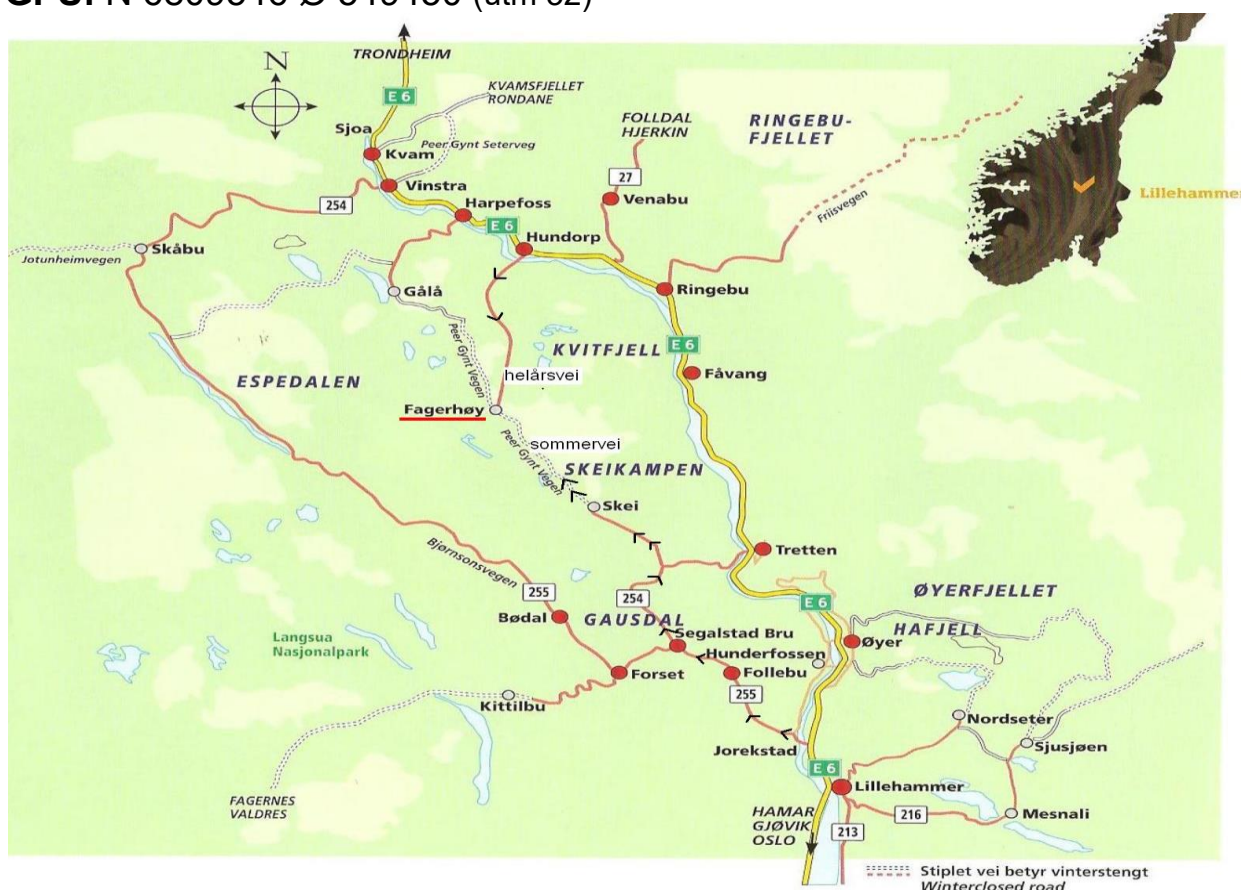 TRONDHEIM
N
KVAMSFJELLET
RONDANE
E 6
Sjoa
Peer Gynt Seterveg
Kvam
FOLLDAL
HJERKIN
RINGEBU-
FJELLET
27
Vinstra
254
Harpefoss
Venabu
Friisvegen
Lillehammer
E 6
Hundorp
Skåbu
Jotunheimvegen
Gålå
Ringebu
Peer Gynt Vegen
KVITFJELL
E 6
Fåvang
helårsvei
ESPEDALEN
Fagerhøy
Peer Gynt Vegen
sommervei
SKEIKAMPEN
Skei
Tretten
Bjørnsonsvegen
255
254
E 6
ØYERFJELLET
HAFJELL
Bødal
GAUSDAL
Segalstad Bru
Hunderfossen
Øyer
Langsua
Nasjonalpark
Forset
Follebu
255
Kittilbu
Nordseter
Sjusjøen
Jorekstad
E 6
Lillehammer
FAGERNES
VALDRES
HAMAR
GJØVIK
OSLO
213
216
Mesnali
Stiplet vei betyr vinterstengt
Winterclosed road